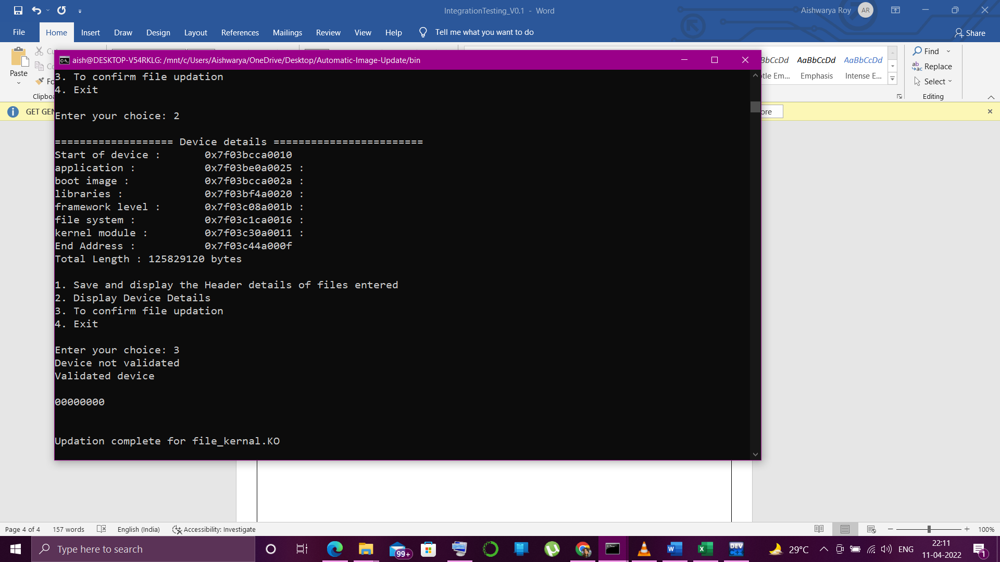 IntegrationTesting_V0.1 - Word
Aishwarya Roy
AR
File
Home
Insert
Draw
Design
Layout
References
Mailings
Review
View
Help
Tell me what you want to do
Share
Paste
Clipboa
AaBbCcDd
AaBbCcDd
tle Em...
Emphasis
Intense E...
Find
Replace
Select
Editing
GET GEN
ore
aish@DESKTOP-V54RKLG: /mnt/c/Users/Aishwarya/OneDrive/Desktop/Automatic-Image-Update/bin
3. To confirm file updation
4. Exit
Enter your choice: 2
=================== Device details ========================
Start of device : 0x7f03bcca0010
application : 0x7f03be0a0025 :
boot image : 0x7f03bcca002a :
libraries : 0x7f03bf4a0020 :
framework level : 0x7f03c08a001b :
file system : 0x7f03c1ca0016 :
kernel module : 0x7f03c30a0011 :
End Address : 0x7f03c44a000f
Total Length : 125829120 bytes
1. Save and display the Header details of files entered
2. Display Device Details
3. To confirm file updation
4. Exit
Enter your choice: 3
Device not validated
Validated device
00000000
Updation complete for file_kernal.KO
Page 4 of 4
157 words
English (India)
Accessibility: Investigate
100%
Type here to search
99+
DEV
29°C
ENG
22:11
11-04-2022
1